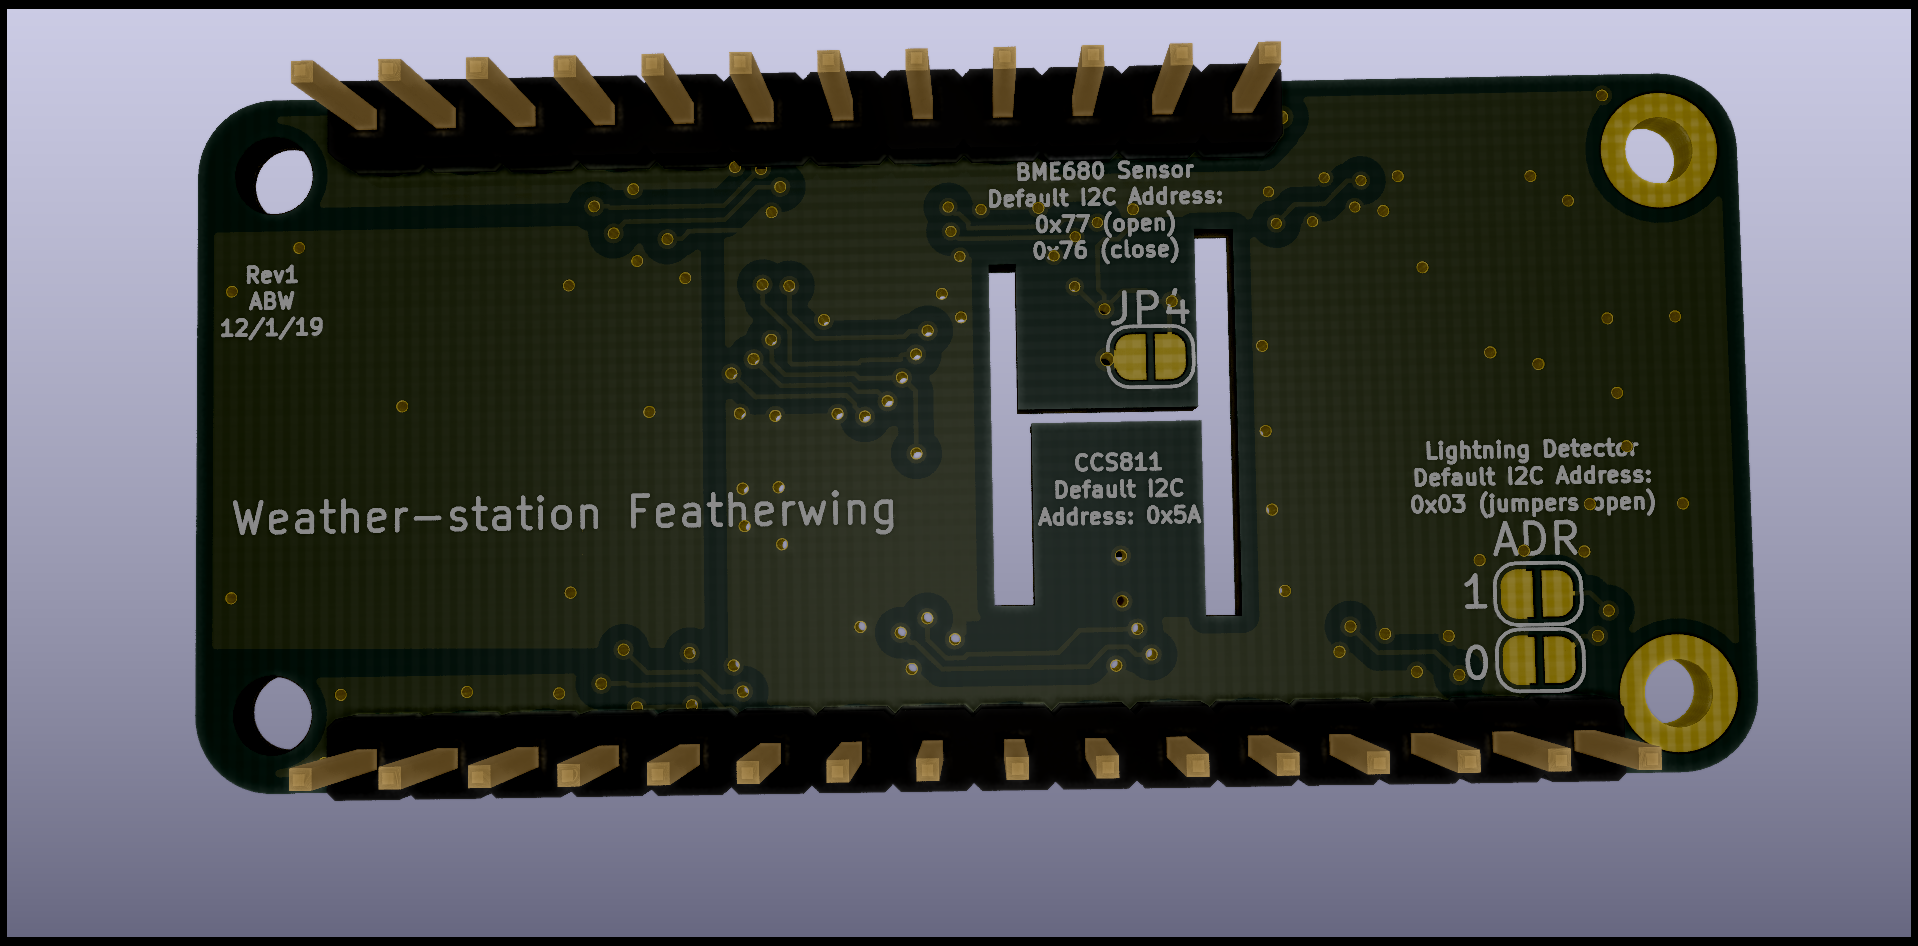 BME680 Sensor
Default I2C Address:
0x77 (open)
0x76 (close)
JP4
Rev1
ABW
12/1/19
CCS811
Default I2C
Address: 0x5A
Weather-station Featherwing
Lightning Detector
Default I2C Address:
0x03 (jumpers open)
ADR
1
0